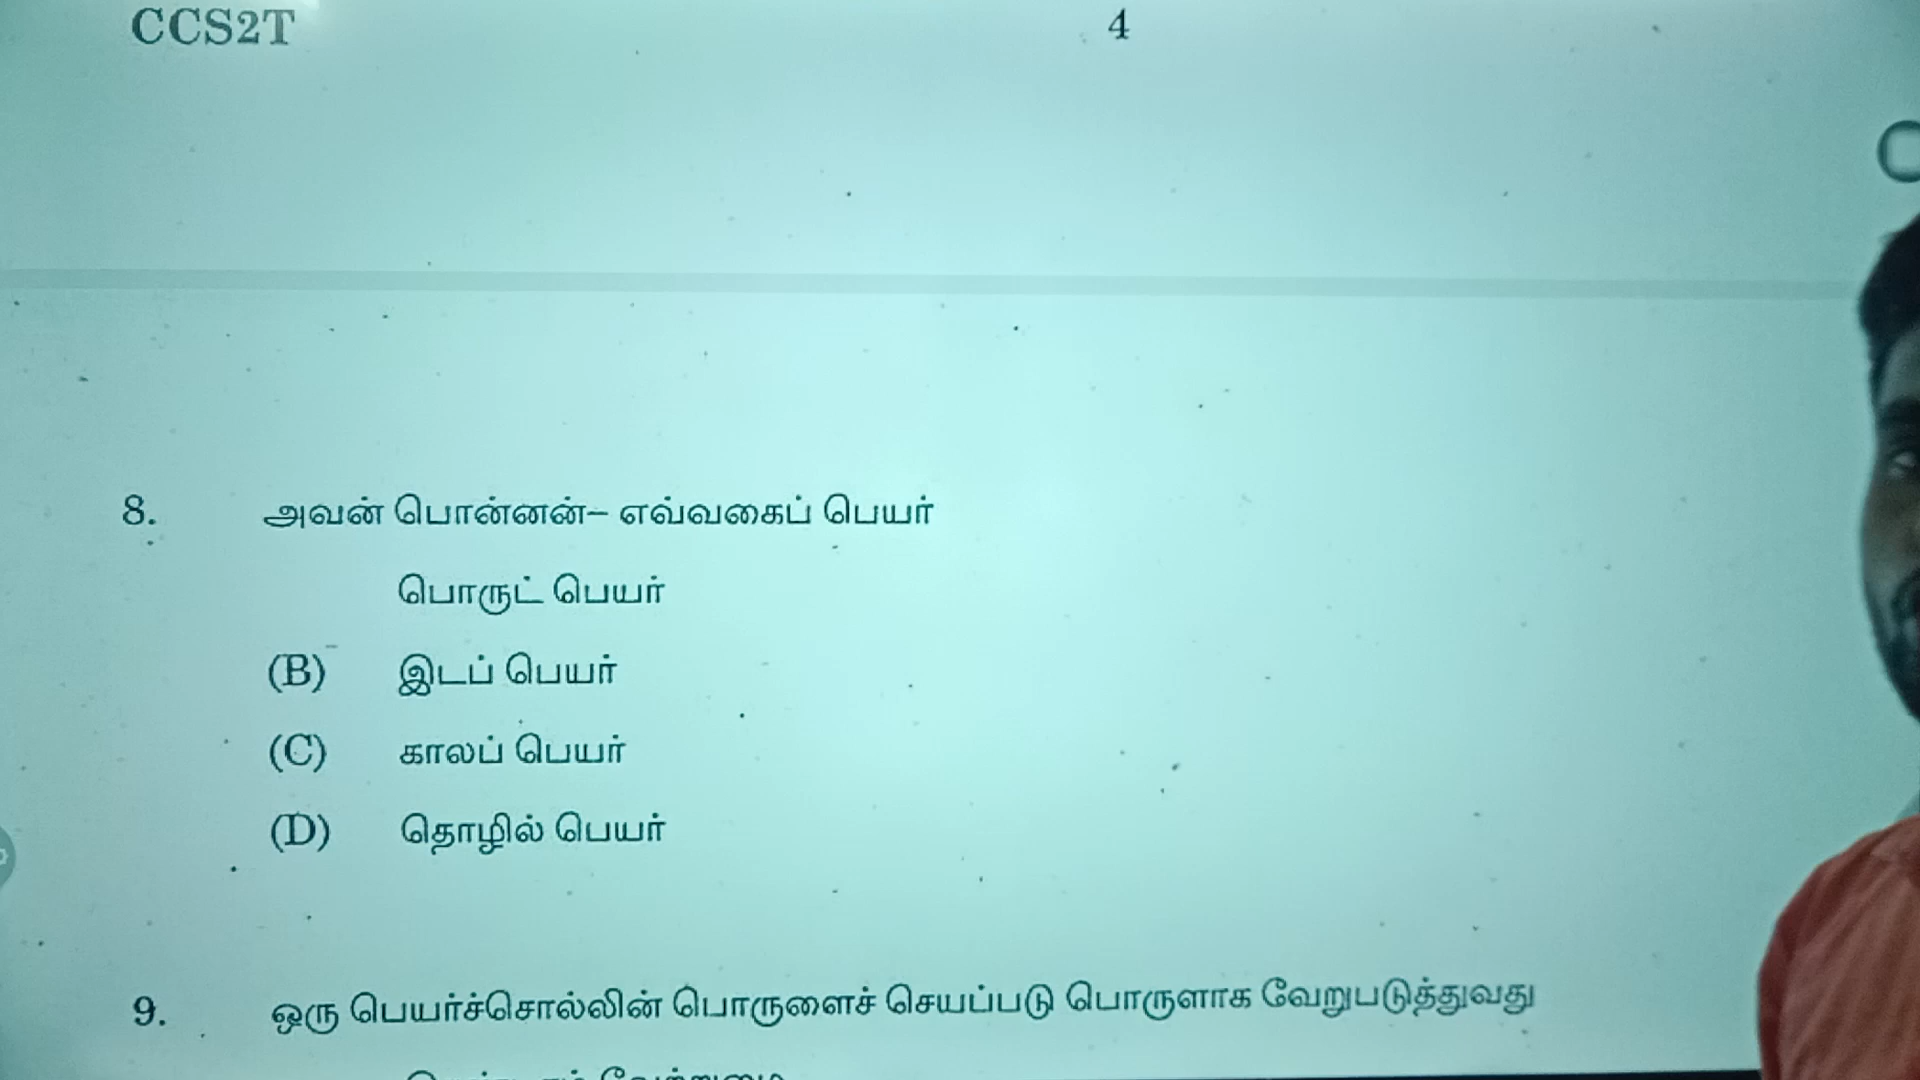 CCS2T
4
8. அவன் பொன்னன்– எவ்வகைப் பெயர்
பொருட் பெயர்
(B) இடப் பெயர்
(C) காலப் பெயர்
(D) தொழில் பெயர்
9. ஒரு பெயர்ச்சொல்லின் பொருளைச் செயப்படு பொருளாக வேறுபடுத்துவது